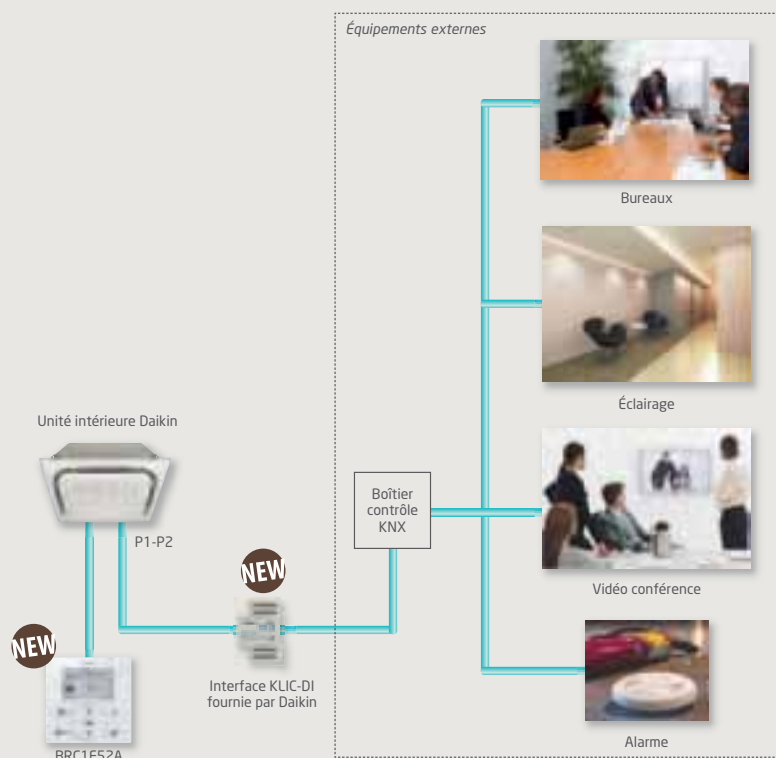 Équipements externes
Bureaux
Éclairage
Unité intérieure Daikin
P1-P2
Boîtier
contrôle
KNX
Vidéo conférence
NEW
NEW
Interface KLIC-DI
fournie par Daikin
BRC1E52A
Alarme